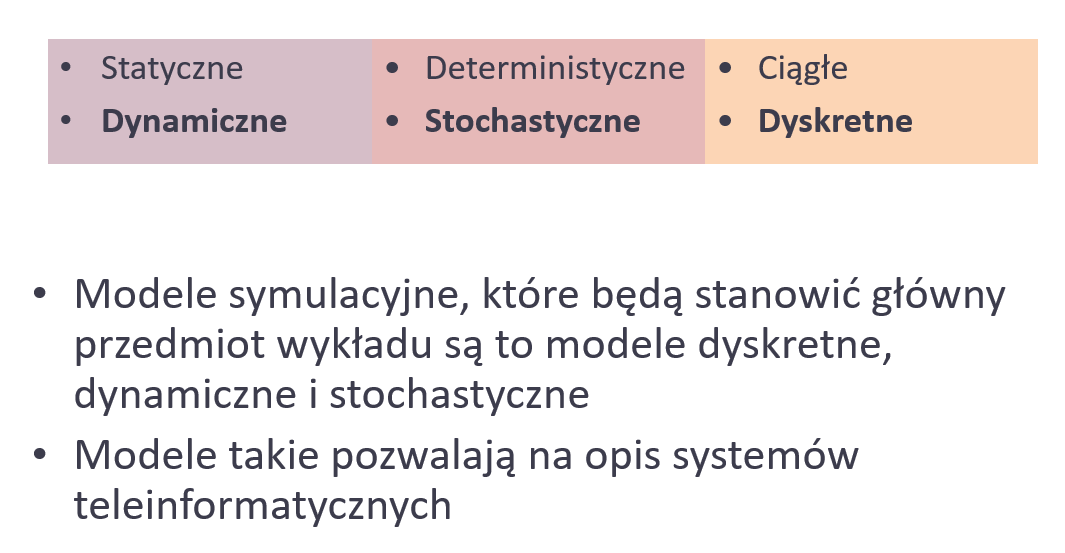 • Statyczne
• Dynamiczne
• Deterministyczne
• Stochastyczne
• Ciągłe
• Dyskretne
• Modele symulacyjne, które będą stanowić główny
przedmiot wykładu są to modele dyskretne,
dynamiczne i stochastyczne
• Modele takie pozwalają na opis systemów
teleinformatycznych